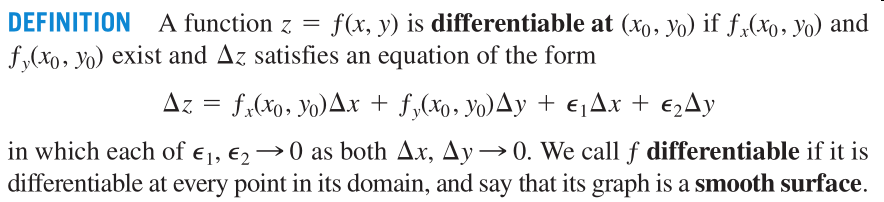 DEFINITION A function z = f(x, y) is differentiable at (x₀, y₀) if fₓ(x₀, y₀) and
f_y(x₀, y₀) exist and Δz satisfies an equation of the form
Δz = fₓ(x₀, y₀)Δx + f_y(x₀, y₀)Δy + ϵ₁Δx + ϵ₂Δy
in which each of ϵ₁, ϵ₂ → 0 as both Δx, Δy → 0. We call f differentiable if it is
differentiable at every point in its domain, and say that its graph is a smooth surface.